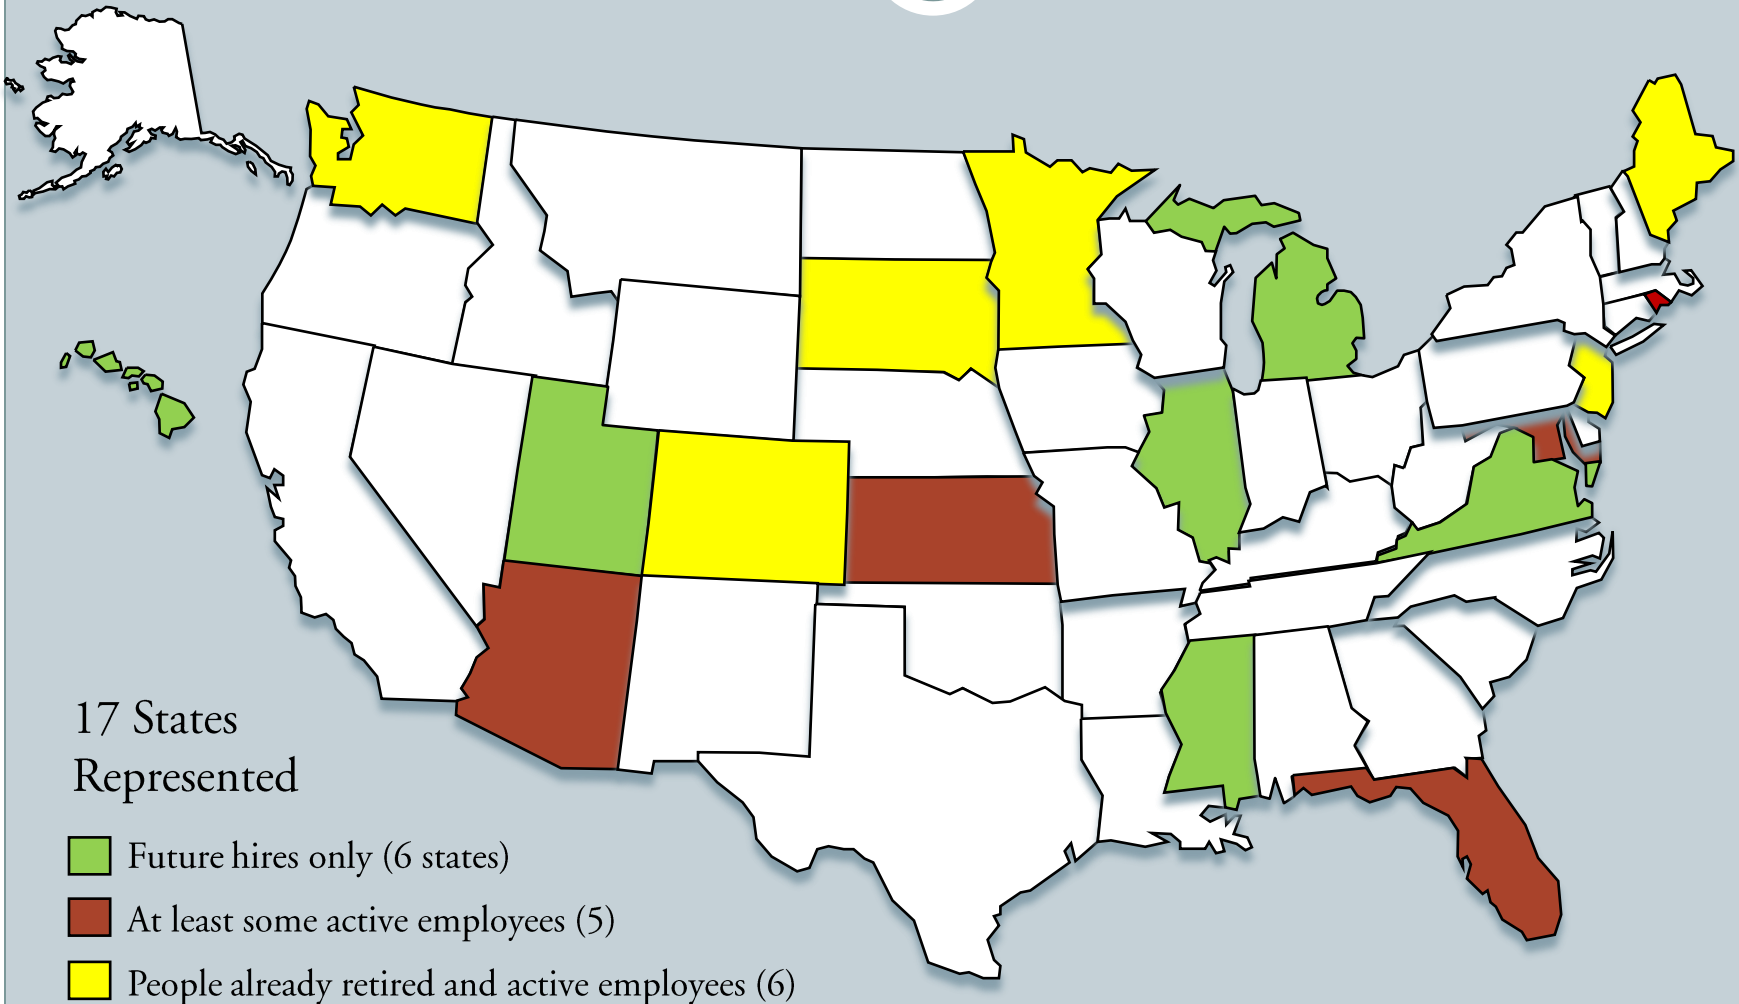 17 States
Represented
Future hires only (6 states)
At least some active employees (5)
People already retired and active employees (6)